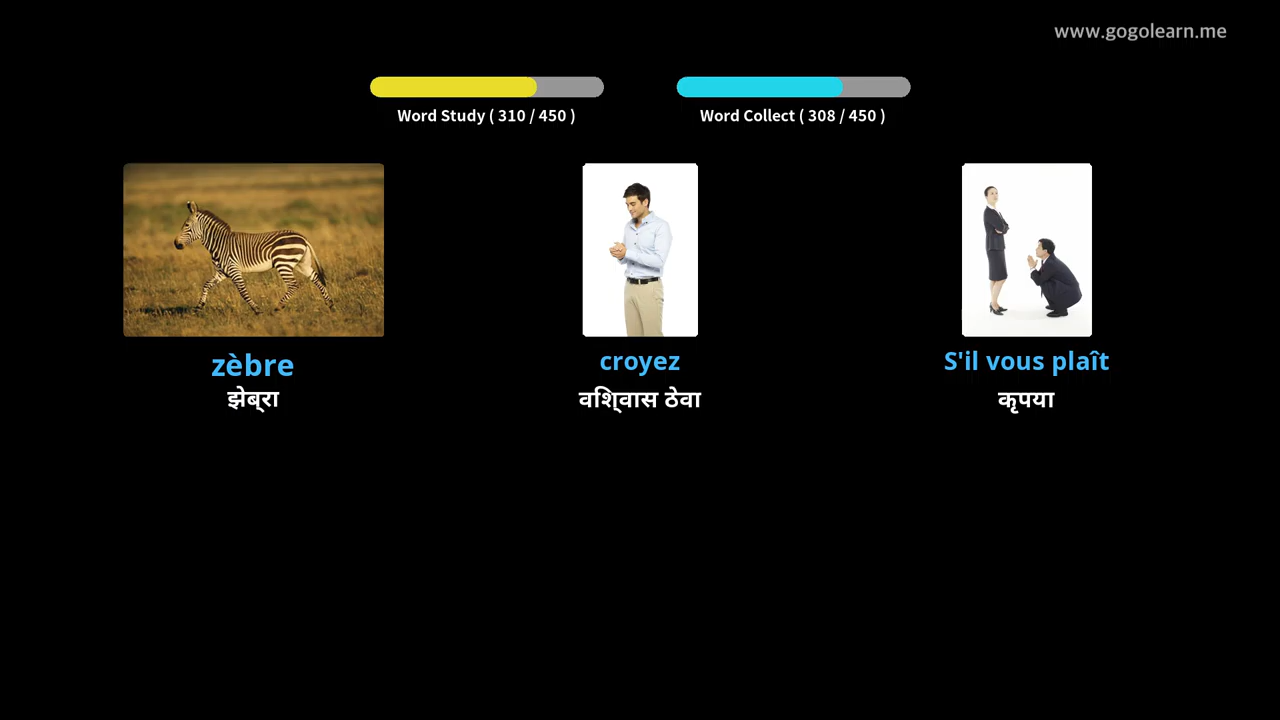 www.gogolearn.me
Word Study ( 310 / 450 )
Word Collect ( 308 / 450 )
zèbre
croyez
S'il vous plaît
झेब्रा
विश्वास ठेवा
कृपया